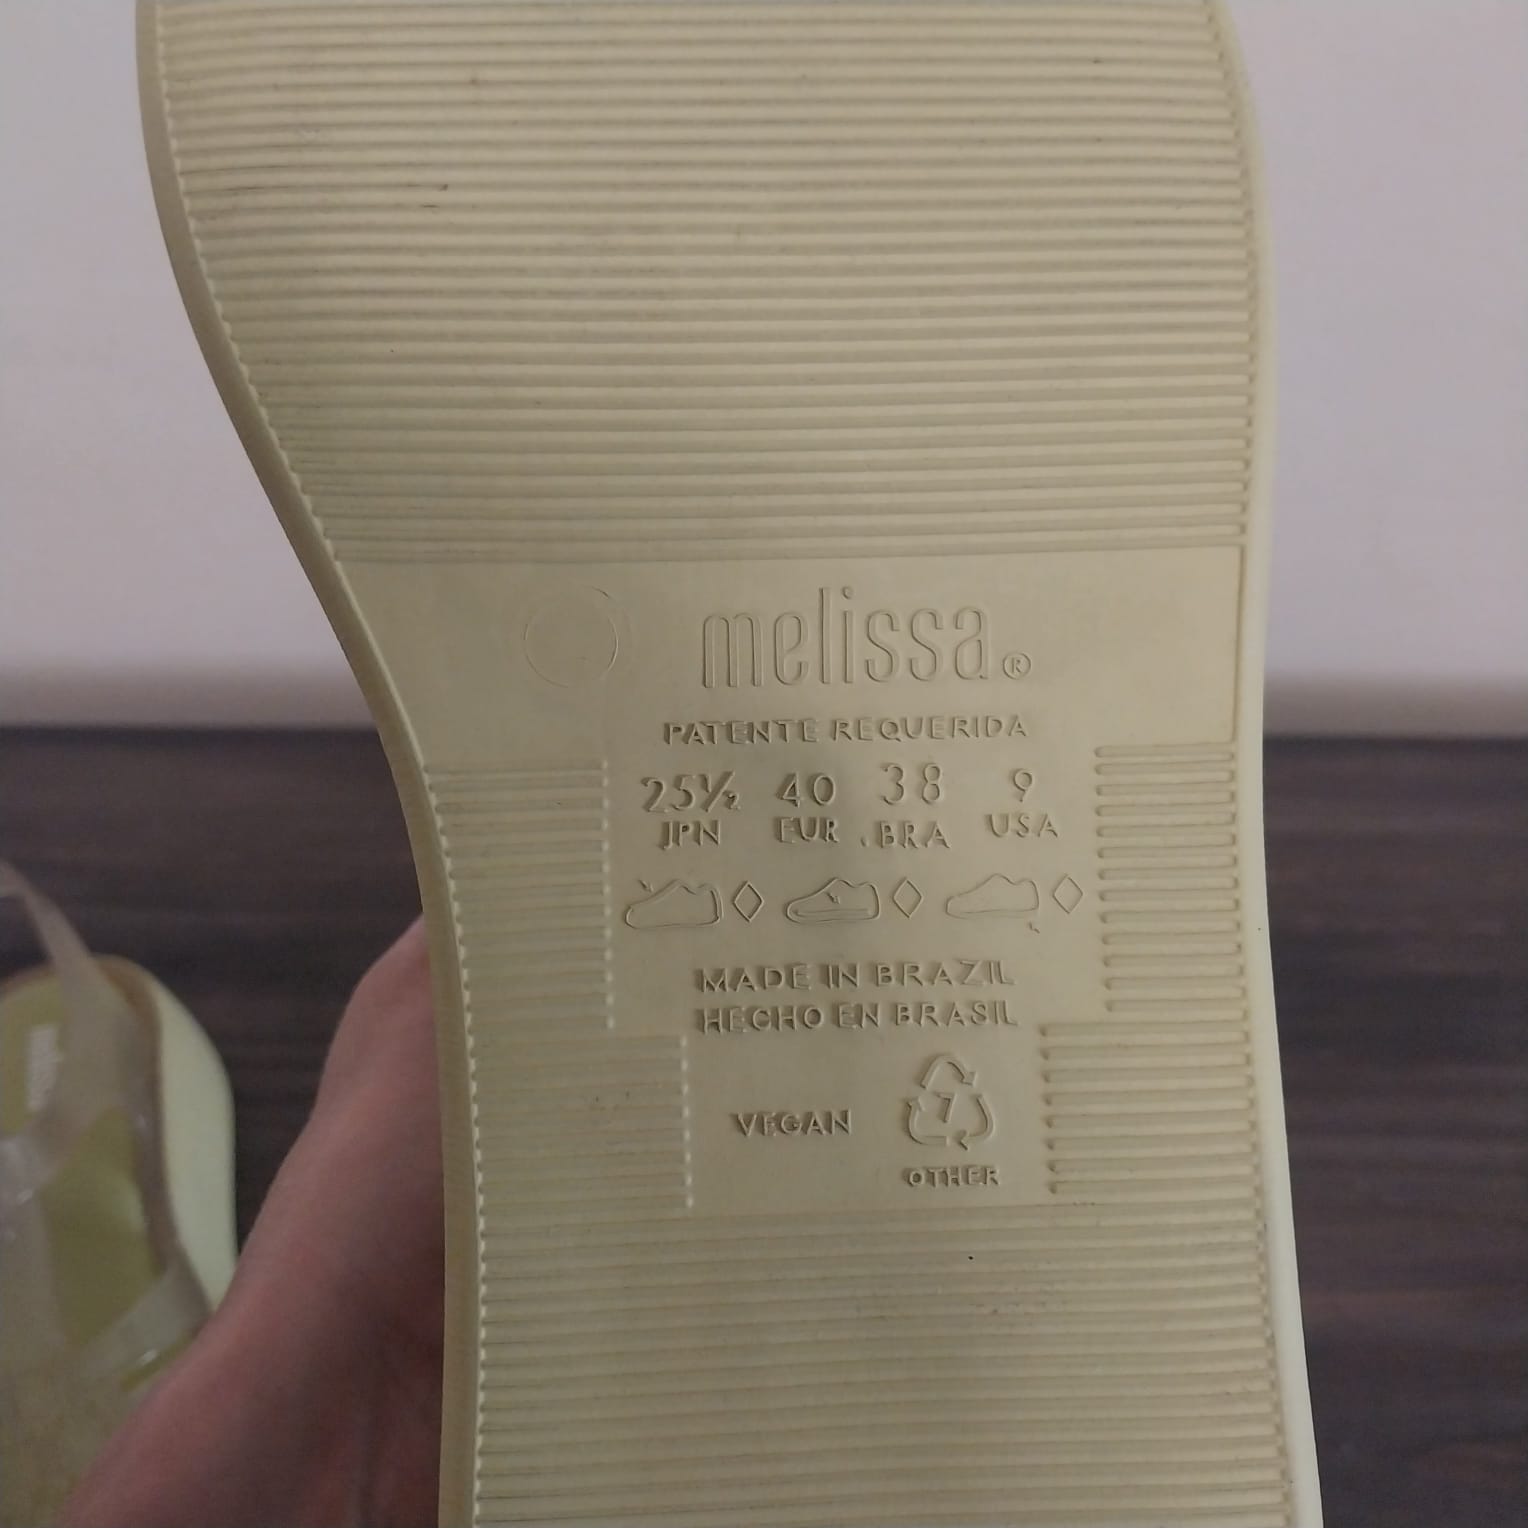 melissa®
PATENTE REQUERIDA
25½ 40 38 9
JPN EUR . BRA USA
MADE IN BRAZIL
HECHO EN BRASIL
VEGAN 7
OTHER